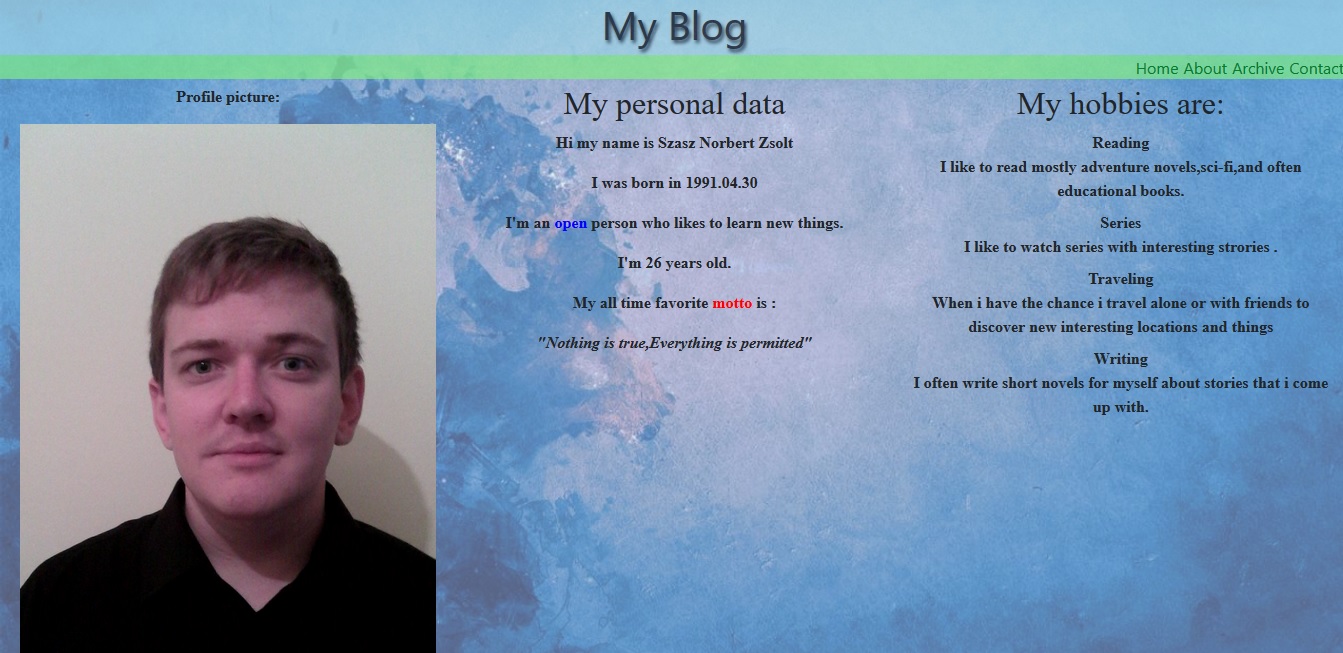 My Blog
Home About Archive Contact
Profile picture:
My personal data
Hi my name is Szasz Norbert Zsolt
I was born in 1991.04.30
I'm an open person who likes to learn new things.
I'm 26 years old.
My all time favorite motto is :
"Nothing is true,Everything is permitted"
My hobbies are:
Reading
I like to read mostly adventure novels,sci-fi,and often
educational books.
Series
I like to watch series with interesting strories .
Traveling
When i have the chance i travel alone or with friends to
discover new interesting locations and things
Writing
I often write short novels for myself about stories that i come
up with.